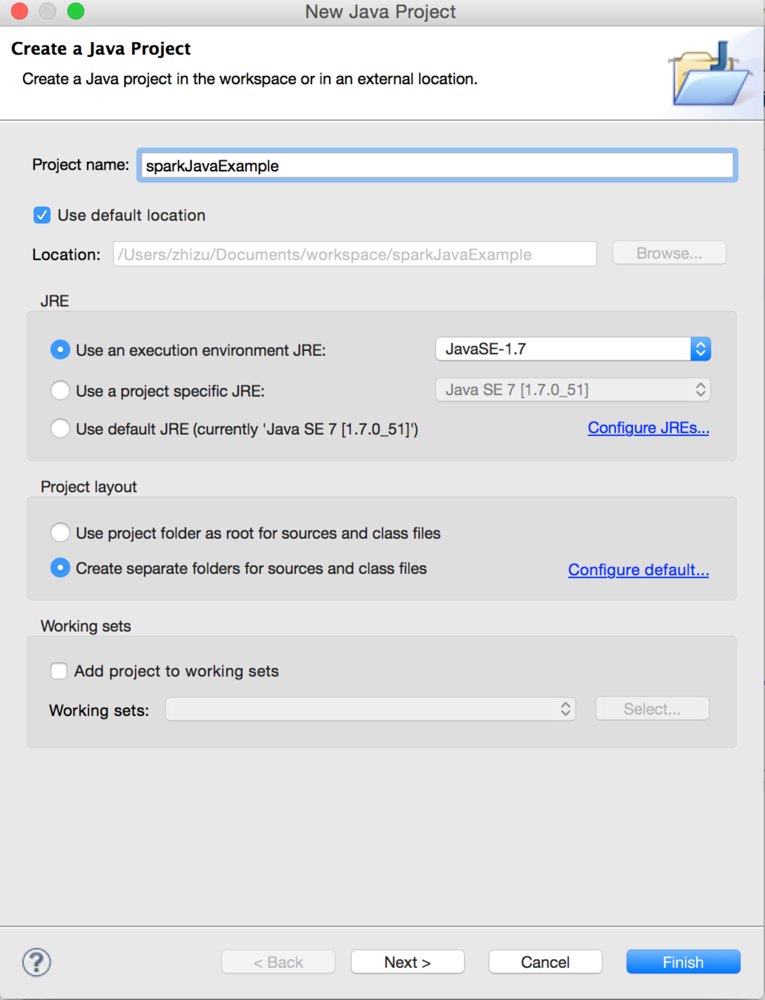 New Java Project
Create a Java Project
Create a Java project in the workspace or in an external location.
Project name: sparkJavaExample
Use default location
Location: /Users/zhizu/Documents/workspace/sparkJavaExample Browse...
JRE
Use an execution environment JRE: JavaSE-1.7
Use a project specific JRE: Java SE 7 [1.7.0_51]
Use default JRE (currently 'Java SE 7 [1.7.0_51]') Configure JREs...
Project layout
Use project folder as root for sources and class files
Create separate folders for sources and class files Configure default...
Working sets
Add project to working sets
Working sets: Select...
? < Back Next > Cancel Finish